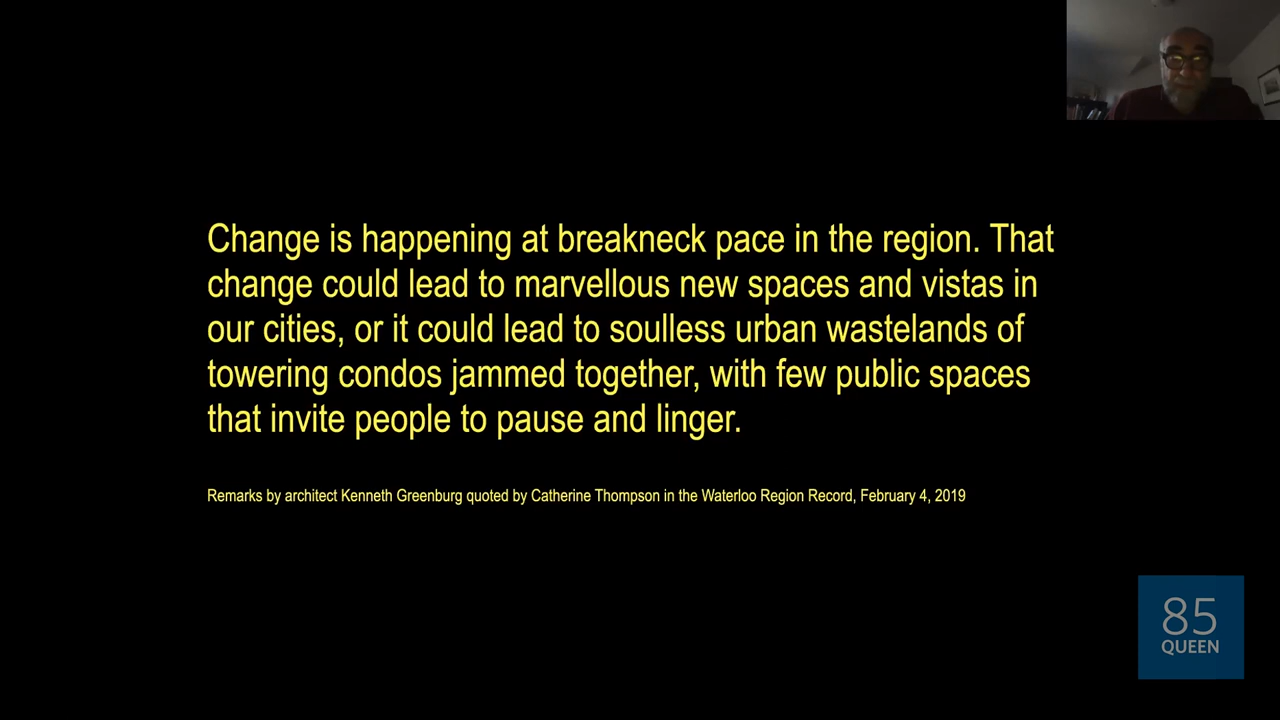 Change is happening at breakneck pace in the region. That
change could lead to marvellous new spaces and vistas in
our cities, or it could lead to soulless urban wastelands of
towering condos jammed together, with few public spaces
that invite people to pause and linger.
Remarks by architect Kenneth Greenburg quoted by Catherine Thompson in the Waterloo Region Record, February 4, 2019
85
QUEEN